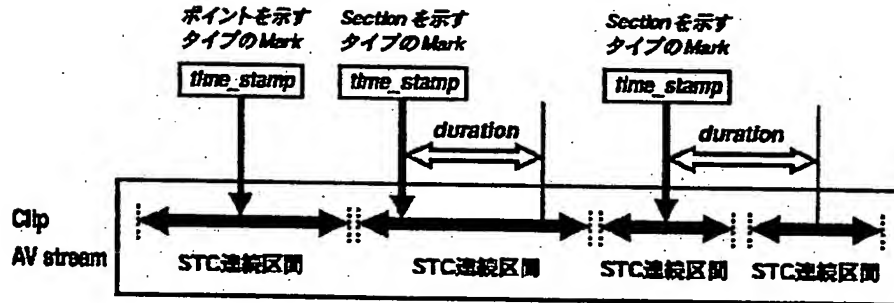 ポイントを示す
タイプのMark
time_stamp
Sectionを示す
タイプのMark
time_stamp
Sectionを示す
タイプのMark
time_stamp
duration
duration
Clip
AV stream
STC連続区間
STC連続区間
STC連続区間
STC連続区間